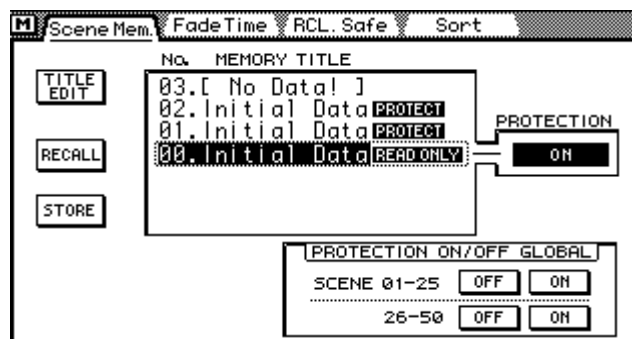 M Scene Mem. Fade Time RCL. Safe Sort
No. MEMORY TITLE
TITLE EDIT
03.[ No Data! ]
02.Initial Data PROTECT
01.Initial Data PROTECT
PROTECTION
RECALL
00.Initial Data READ ONLY
ON
STORE
PROTECTION ON/OFF GLOBAL
SCENE 01-25 OFF ON
26-50 OFF ON